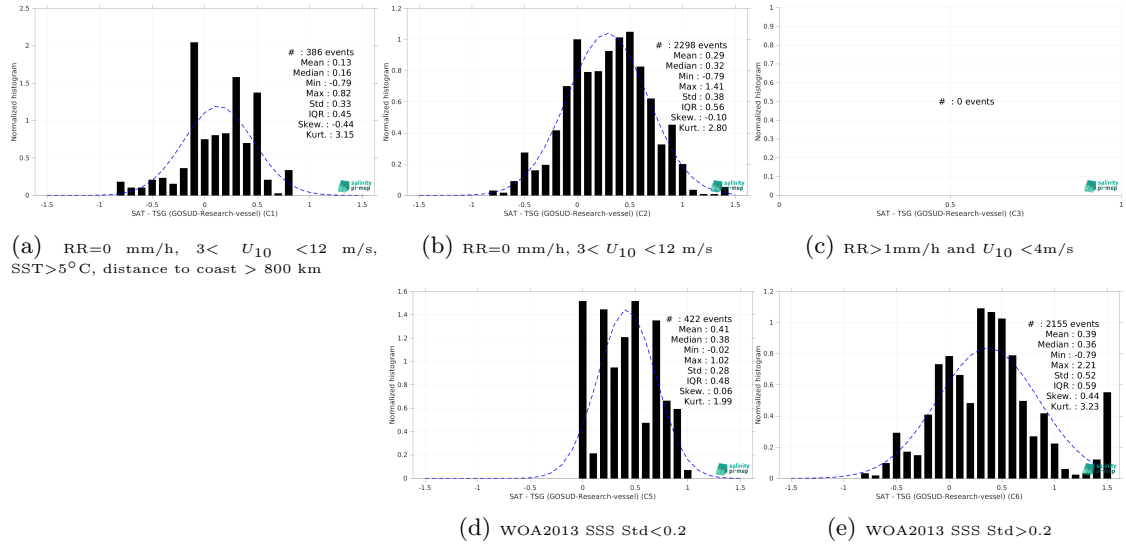 2.5
2
1.5
1
0.5
0
-1.5
-1
-0.5
0
0.5
1
1.5
Normalized histogram
SAT - TSG (GOSUD-Research-vessel) (C1)
# : 386 events
Mean : 0.13
Median : 0.16
Min : -0.79
Max : 0.82
Std : 0.33
IQR : 0.45
Skew. : -0.44
Kurt. : 3.15
salinity
pi-mep
(a) RR=0 mm/h, 3< U10 <12 m/s,
SST>5°C, distance to coast > 800 km
1.2
1
0.8
0.6
0.4
0.2
0
-1.5
-1
-0.5
0
0.5
1
1.5
Normalized histogram
SAT - TSG (GOSUD-Research-vessel) (C2)
# : 2298 events
Mean : 0.29
Median : 0.32
Min : -0.79
Max : 1.41
Std : 0.38
IQR : 0.56
Skew. : -0.10
Kurt. : 2.80
salinity
pi-mep
(b) RR=0 mm/h, 3< U10 <12 m/s
1
0.9
0.8
0.7
0.6
0.5
0.4
0.3
0.2
0.1
0
0
0.5
1
Normalized histogram
SAT - TSG (GOSUD-Research-vessel) (C3)
# : 0 events
salinity
pi-mep
(c) RR>1mm/h and U10 <4m/s
1.6
1.4
1.2
1
0.8
0.6
0.4
0.2
0
-1.5
-1
-0.5
0
0.5
1
1.5
Normalized histogram
SAT - TSG (GOSUD-Research-vessel) (C5)
# : 422 events
Mean : 0.41
Median : 0.38
Min : -0.02
Max : 1.02
Std : 0.28
IQR : 0.48
Skew. : 0.06
Kurt. : 1.99
salinity
pi-mep
(d) WOA2013 SSS Std<0.2
1.2
1
0.8
0.6
0.4
0.2
0
-1.5
-1
-0.5
0
0.5
1
1.5
Normalized histogram
SAT - TSG (GOSUD-Research-vessel) (C6)
# : 2155 events
Mean : 0.39
Median : 0.36
Min : -0.79
Max : 2.21
Std : 0.52
IQR : 0.59
Skew. : 0.44
Kurt. : 3.23
salinity
pi-mep
(e) WOA2013 SSS Std>0.2